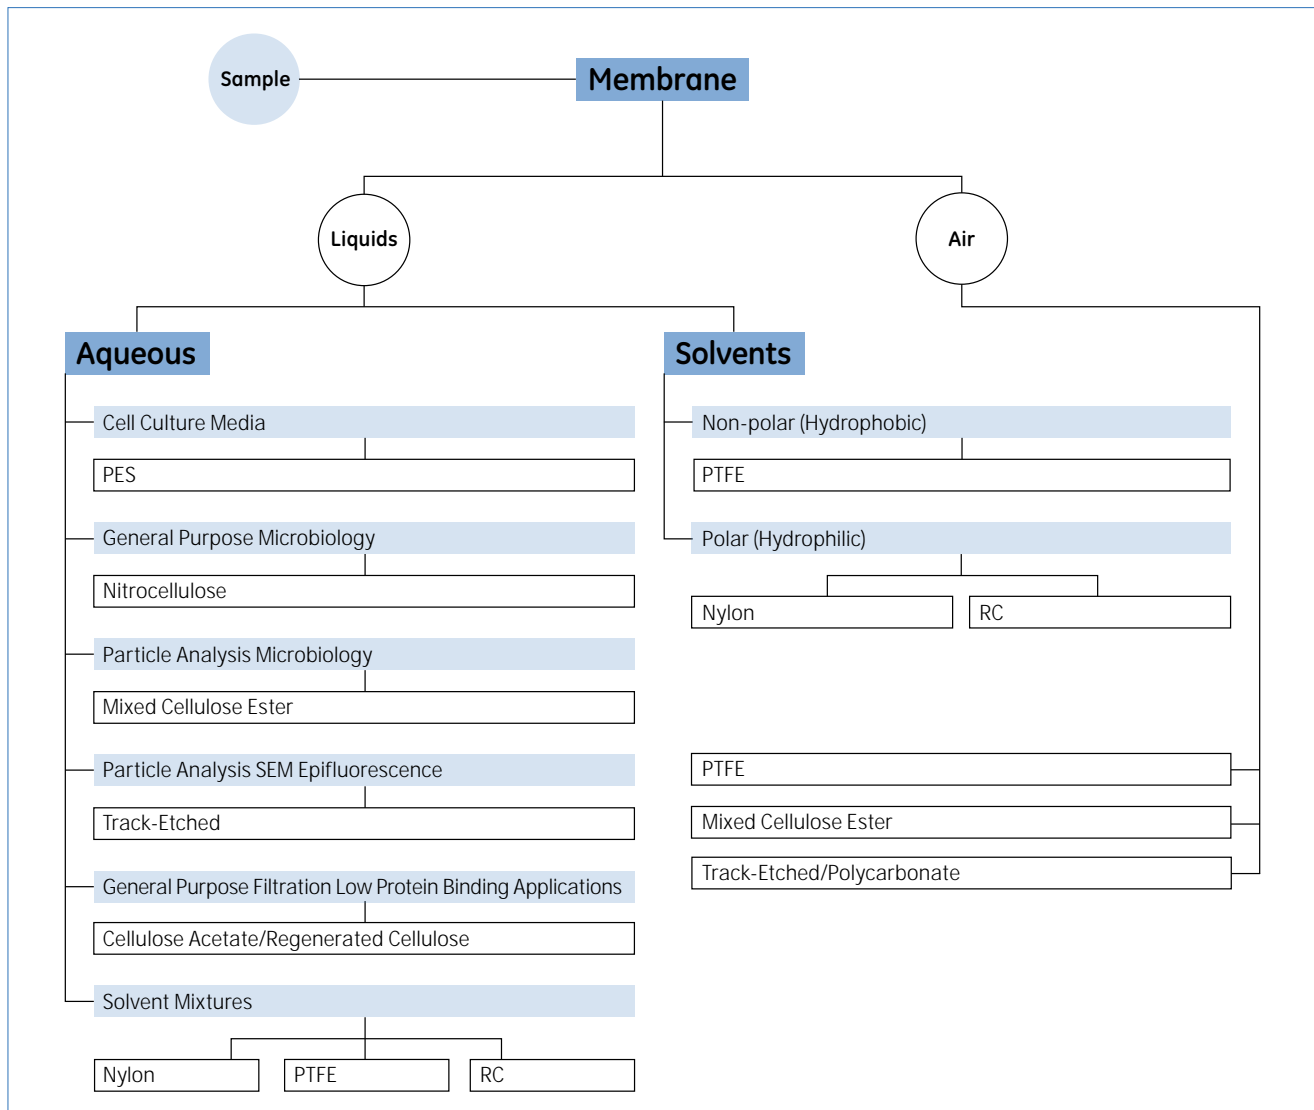 Sample
Membrane
Liquids
Air
Aqueous
Cell Culture Media
PES
General Purpose Microbiology
Nitrocellulose
Particle Analysis Microbiology
Mixed Cellulose Ester
Particle Analysis SEM Epifluorescence
Track-Etched
General Purpose Filtration Low Protein Binding Applications
Cellulose Acetate/Regenerated Cellulose
Solvent Mixtures
Nylon
PTFE
RC
Solvents
Non-polar (Hydrophobic)
PTFE
Polar (Hydrophilic)
Nylon
RC
PTFE
Mixed Cellulose Ester
Track-Etched/Polycarbonate